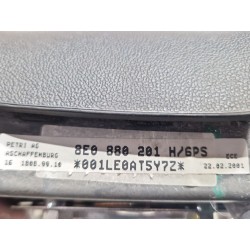 PETRI AG
ASCHAFFENBURG
8E0 880 201 H/6PS
*001LE0AT5Y7Z*
22.02.2001